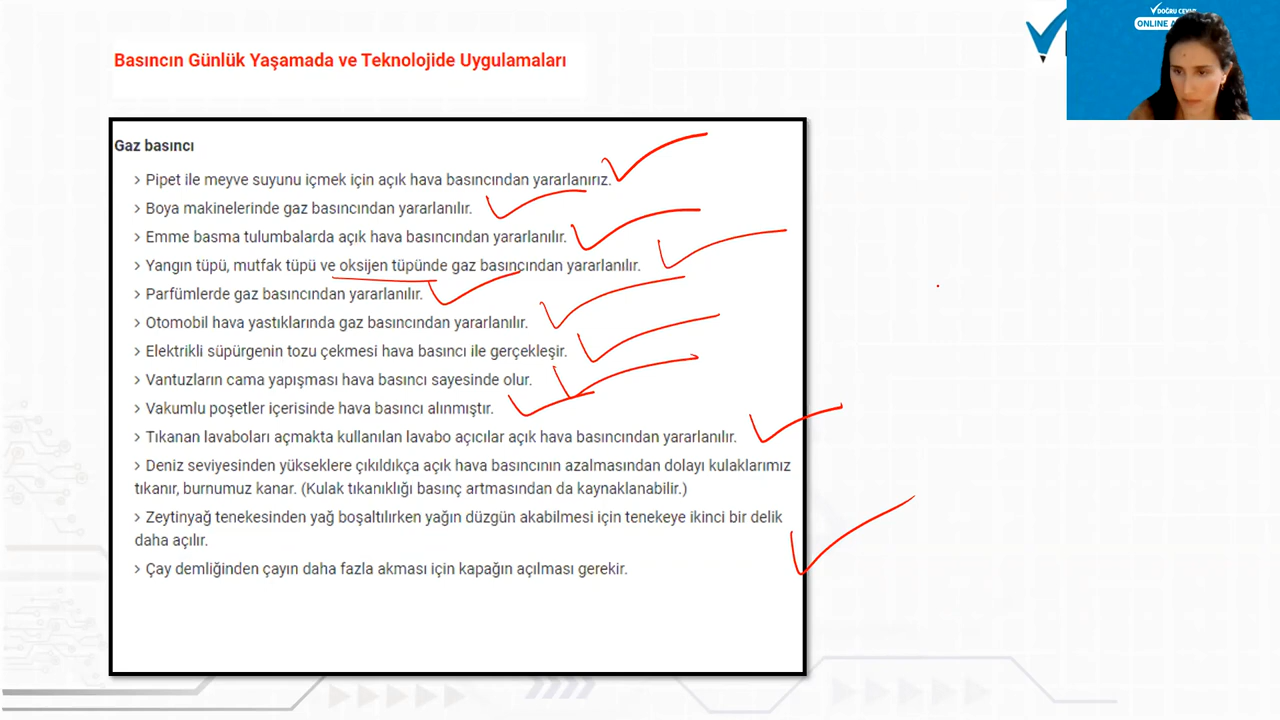 DOĞRU CEVAP
ONLINE
Basıncın Günlük Yaşamada ve Teknolojide Uygulamaları
Gaz basıncı
> Pipet ile meyve suyunu içmek için açık hava basıncından yararlanırız.
> Boya makinelerinde gaz basıncından yararlanılır.
> Emme basma tulumbalarda açık hava basıncından yararlanılır.
> Yangın tüpü, mutfak tüpü ve oksijen tüpünde gaz basıncından yararlanılır.
> Parfümlerde gaz basıncından yararlanılır.
> Otomobil hava yastıklarında gaz basıncından yararlanılır.
> Elektrikli süpürgenin tozu çekmesi hava basıncı ile gerçekleşir.
> Vantuzların cama yapışması hava basıncı sayesinde olur.
> Vakumlu poşetler içerisinde hava basıncı alınmıştır.
> Tıkanan lavaboları açmakta kullanılan lavabo açıcılar açık hava basıncından yararlanılır.
> Deniz seviyesinden yükseklere çıkıldıkça açık hava basıncının azalmasından dolayı kulaklarımız
tıkanır, burnumuz kanar. (Kulak tıkanıklığı basınç artmasından da kaynaklanabilir.)
> Zeytinyağ tenekesinden yağ boşaltılırken yağın düzgün akabilmesi için tenekeye ikinci bir delik
daha açılır.
> Çay demliğinden çayın daha fazla akması için kapağın açılması gerekir.